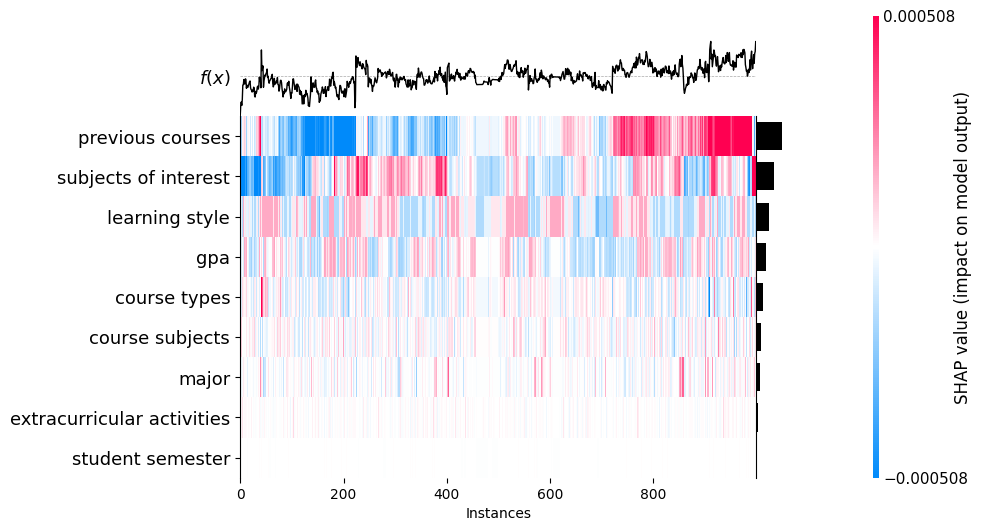 0.000508
f(x)
previous courses
subjects of interest
learning style
gpa
course types
course subjects
major
extracurricular activities
student semester
0 200 400 600 800
Instances
−0.000508
SHAP value (impact on model output)